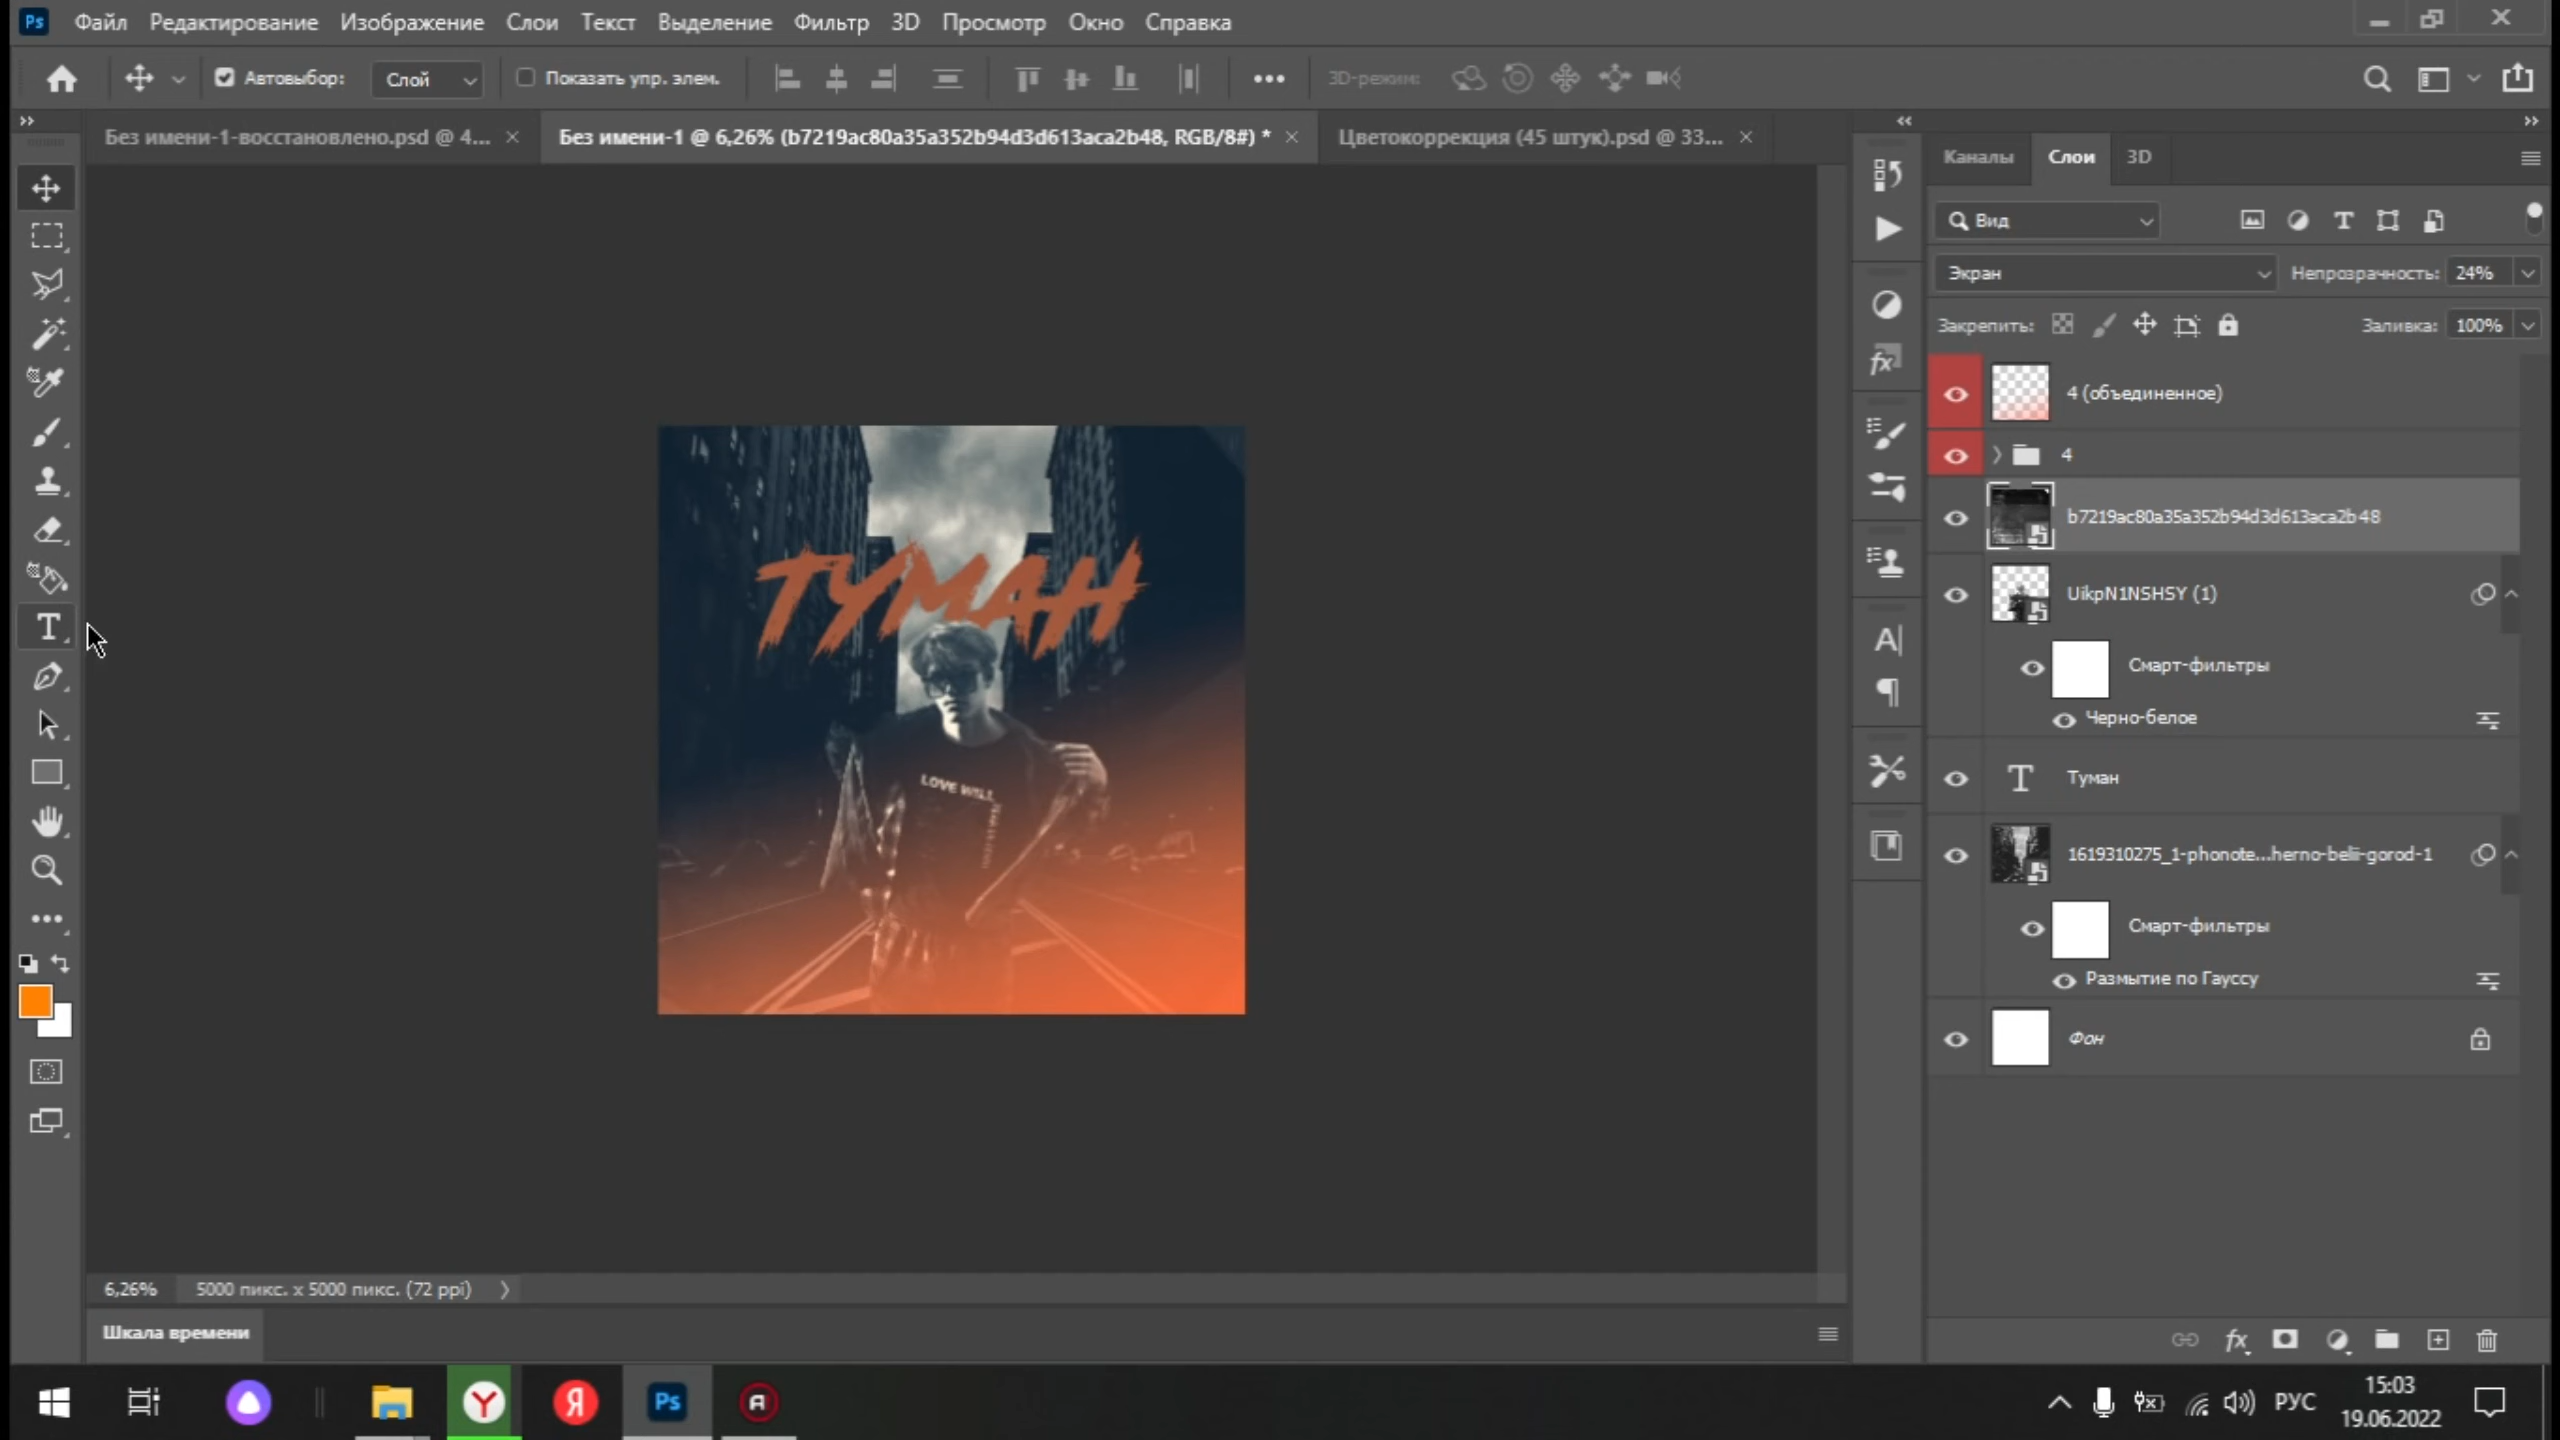 Ps Файл Редактирование Изображение Слои Текст Выделение Фильтр 3D Просмотр Окно Справка
Автовыбор: Слой Показать упр. элем. 3D-режим:
Без имени-1-восстановлено.psd @ 4... × Без имени-1 @ 6,26% (b7219ac80a35a352b94d3d613aca2b48, RGB/8#) * × Цветокоррекция (45 штук).psd @ 33... ×
Каналы Слои 3D
Вид
Экран Непрозрачность: 24%
Закрепить: Заливка: 100%
4 (объединенное)
4
b7219ac80a35a352b94d3d613aca2b48
UikpN1NSHSY (1)
Смарт-фильтры
Черно-белое
Туман
1619310275_1-phonote...herno-belii-gorod-1
Смарт-фильтры
Размытие по Гауссу
Фон
ТУМАН
LOVE WILL
6,26% 5000 пикс. x 5000 пикс. (72 ppi)
Шкала времени
РУС
15:03
19.06.2022